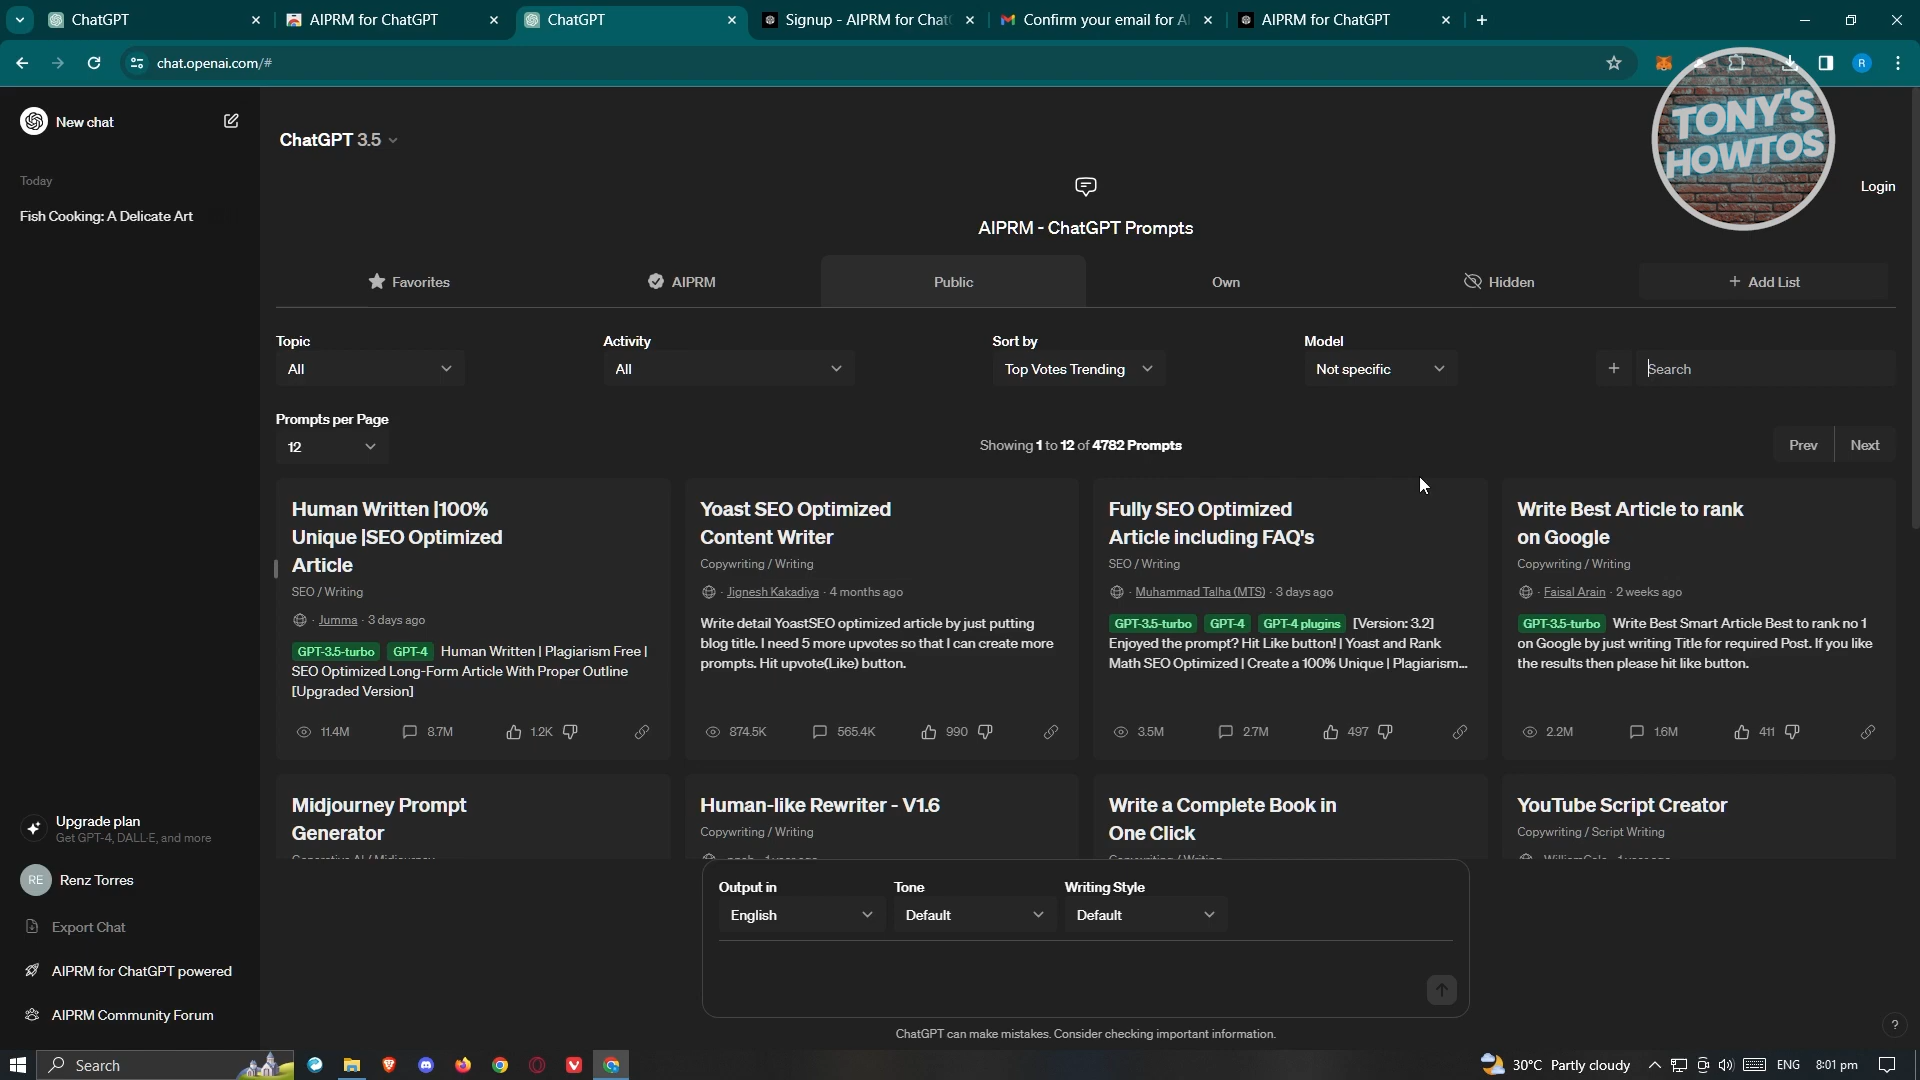 ChatGPT
AIPRM for ChatGPT
ChatGPT
Signup - AIPRM for Chat
Confirm your email for AI
AIPRM for ChatGPT
chat.openai.com/#
R
New chat
ChatGPT 3.5
TONY'S
HOWTOS
Login
Today
Fish Cooking: A Delicate Art
AIPRM - ChatGPT Prompts
Favorites
AIPRM
Public
Own
Hidden
+ Add List
Topic
Activity
Sort by
Model
All
All
Top Votes Trending
Not specific
+
Search
Prompts per Page
12
Showing 1 to 12 of 4782 Prompts
Prev
Next
Human Written |100%
Unique |SEO Optimized
Article
SEO / Writing
· Jumma · 3 days ago
GPT-3.5-turbo GPT-4 Human Written | Plagiarism Free |
SEO Optimized Long-Form Article With Proper Outline
[Upgraded Version]
11.4M 8.7M 1.2K
Yoast SEO Optimized
Content Writer
Copywriting / Writing
· Jignesh Kakadiya · 4 months ago
Write detail YoastSEO optimized article by just putting
blog title. I need 5 more upvotes so that I can create more
prompts. Hit upvote(Like) button.
874.5K 565.4K 990
Fully SEO Optimized
Article including FAQ's
SEO / Writing
· Muhammad Talha (MTS) · 3 days ago
GPT-3.5-turbo GPT-4 GPT-4 plugins [Version: 3.2]
Enjoyed the prompt? Hit Like button! | Yoast and Rank
Math SEO Optimized | Create a 100% Unique | Plagiarism...
3.5M 2.7M 497
Write Best Article to rank
on Google
Copywriting / Writing
· Faisal Arain · 2 weeks ago
GPT-3.5-turbo Write Best Smart Article Best to rank no 1
on Google by just writing Title for required Post. If you like
the results then please hit like button.
2.2M 1.6M 411
Midjourney Prompt
Generator
Generative AI / Midjourney
Human-like Rewriter - V1.6
Copywriting / Writing
Write a Complete Book in
One Click
Copywriting / Writing
YouTube Script Creator
Copywriting / Script Writing
Upgrade plan
Get GPT-4, DALL·E, and more
RE
Renz Torres
Export Chat
AIPRM for ChatGPT powered
AIPRM Community Forum
Output in
Tone
Writing Style
English
Default
Default
ChatGPT can make mistakes. Consider checking important information.
?
Search
30°C Partly cloudy
ENG
8:01 pm